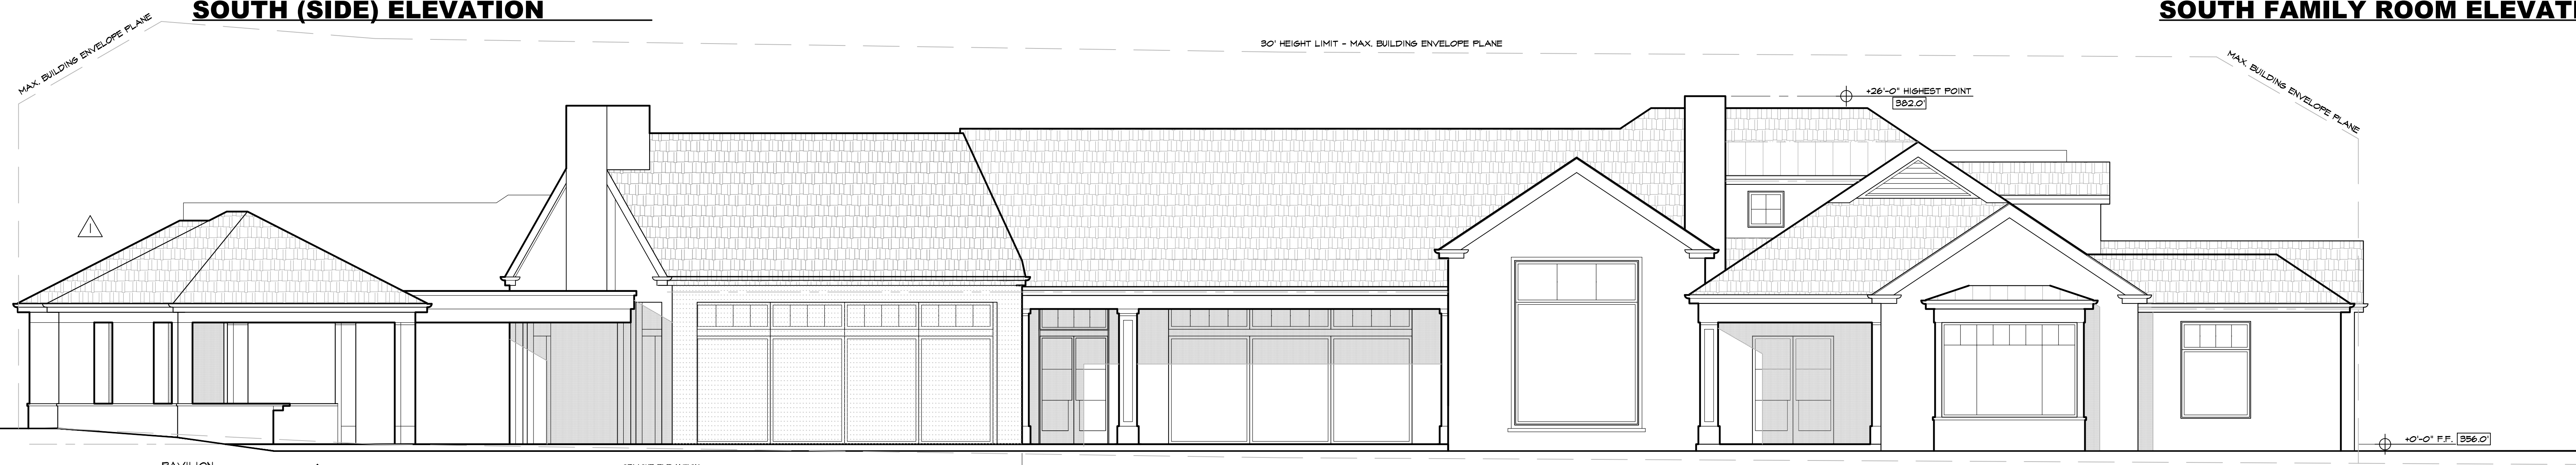 SOUTH (SIDE) ELEVATION
SOUTH FAMILY ROOM
MAX. BUILDING ENVELOPE PLANE
30' HEIGHT LIMIT - MAX. BUILDING ENVELOPE PLANE
MAX. BUILDING ENVELOPE PLANE
+26'-0" HIGHEST POINT
382.0'
1
+0'-0" F.F. 356.0'
PAVILION